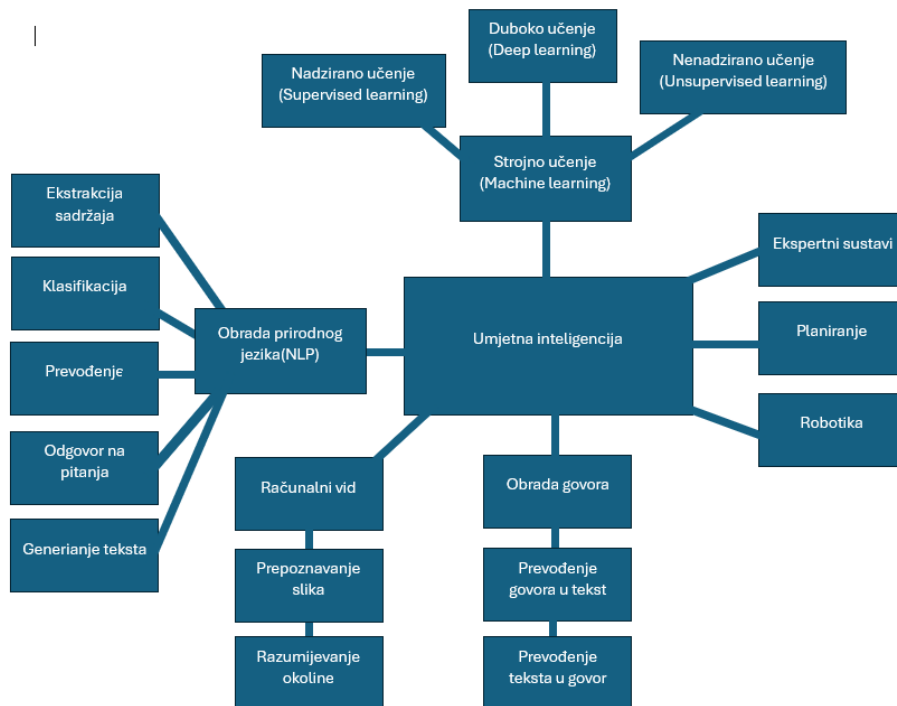 Duboko učenje
(Deep learning)
Nadzirano učenje
(Supervised learning)
Nenadzirano učenje
(Unsupervised learning)
Strojno učenje
(Machine learning)
Ekstrakcija
sadržaja
Klasifikacija
Prevođenje
Odgovor na
pitanja
Generianje teksta
Obrada prirodnog
jezika(NLP)
Umjetna inteligencija
Ekspertni sustavi
Planiranje
Robotika
Računalni vid
Prepoznavanje
slika
Razumijevanje
okoline
Obrada govora
Prevođenje
govora u tekst
Prevođenje
teksta u govor